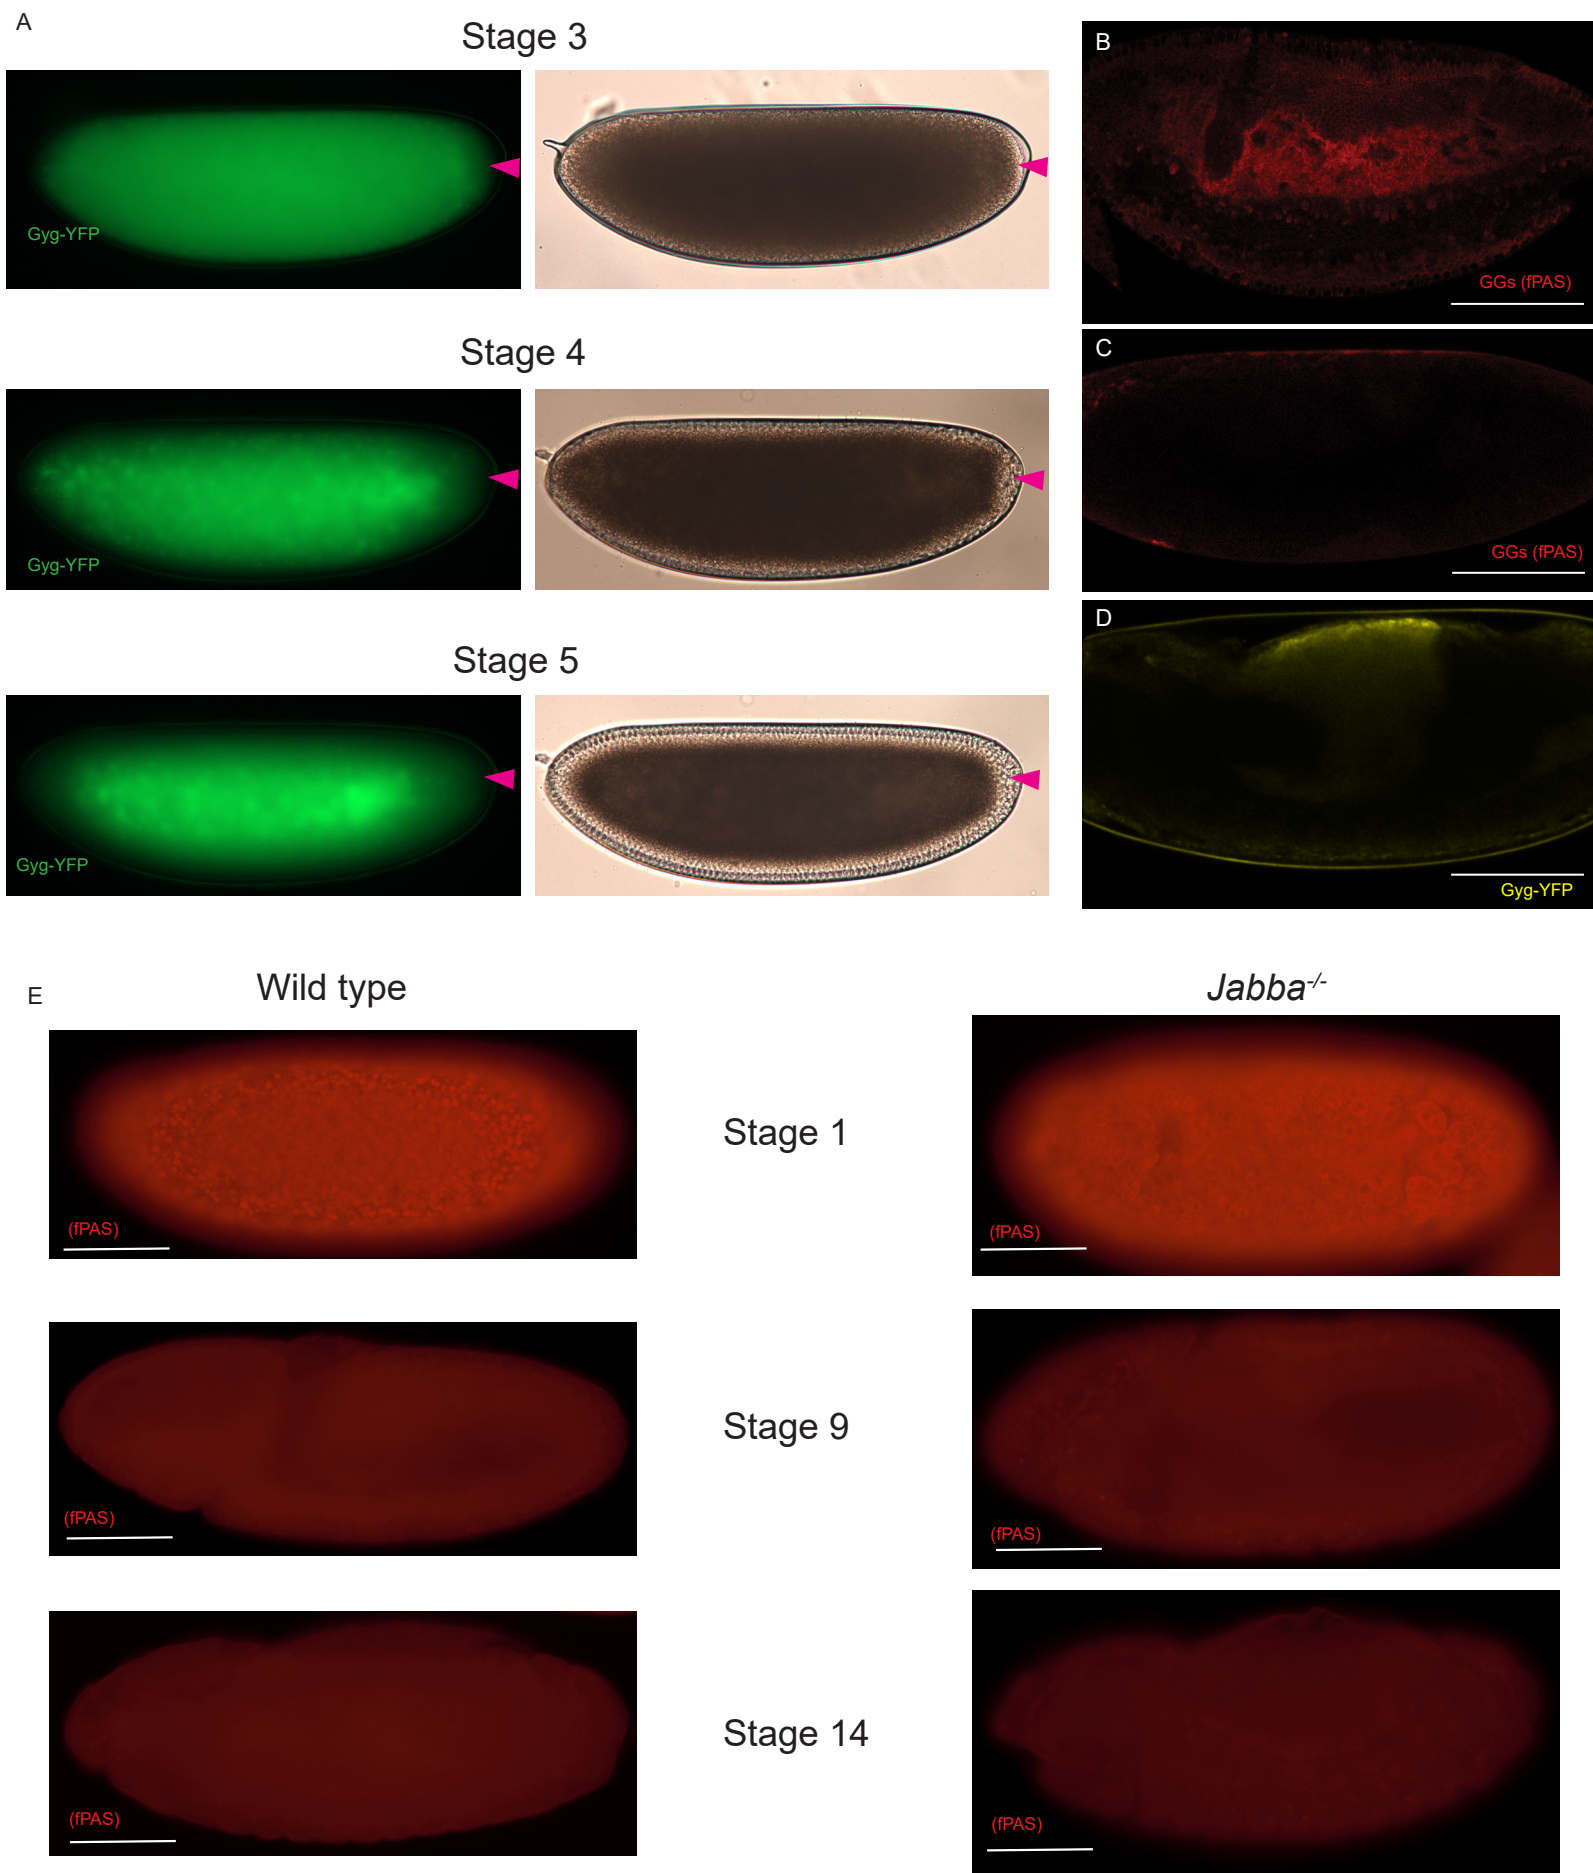 A
Stage 3
Gyg-YFP
Stage 4
Gyg-YFP
Stage 5
Gyg-YFP
B
GGs (fPAS)
C
GGs (fPAS)
D
Gyg-YFP
E
Wild type
Jabba-/-
(fPAS)
Stage 1
(fPAS)
(fPAS)
Stage 9
(fPAS)
(fPAS)
Stage 14
(fPAS)